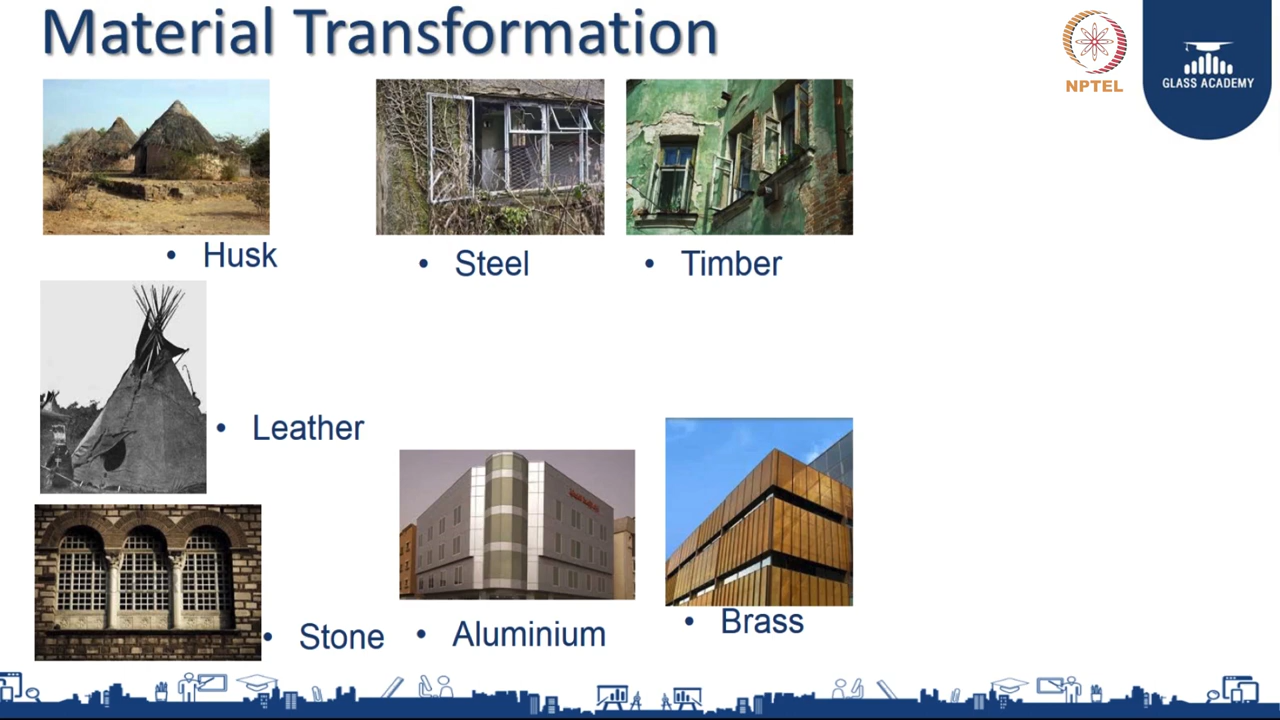 Material Transformation
NPTEL
GLASS ACADEMY
• Husk
• Steel
• Timber
• Leather
• Stone
• Aluminium
• Brass